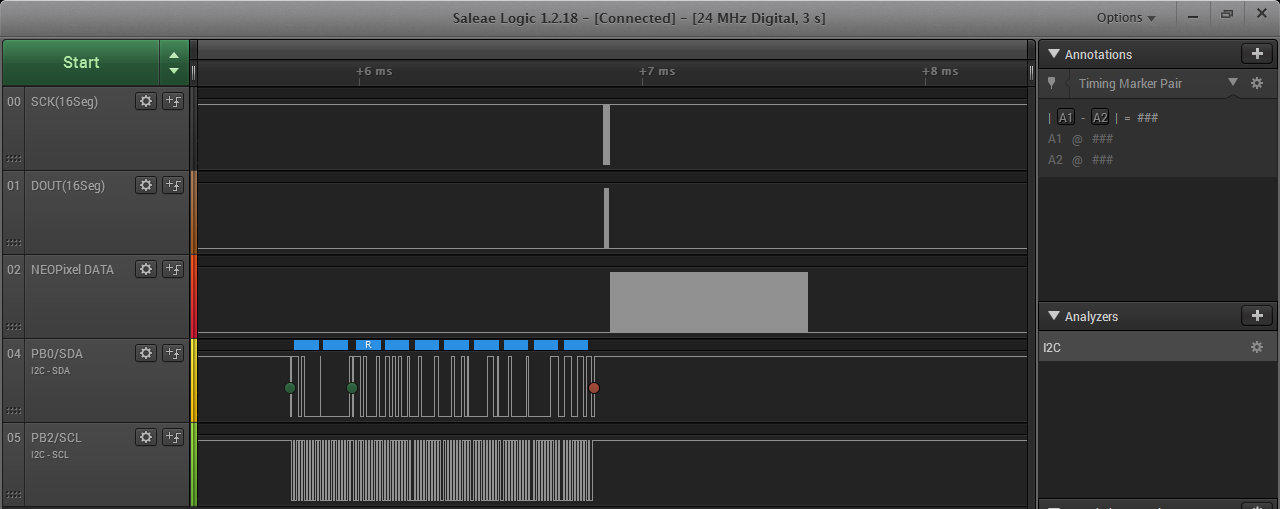 Saleae Logic 1.2.18 - [Connected] - [24 MHz Digital, 3 s]
Options
Start
+6 ms
+7 ms
+8 ms
Annotations
Timing Marker Pair
| A1 - A2 | = ###
A1 @ ###
A2 @ ###
00 SCK(16Seg)
01 DOUT(16Seg)
02 NEOPixel DATA
04 PB0/SDA
I2C - SDA
R
05 PB2/SCL
I2C - SCL
Analyzers
I2C